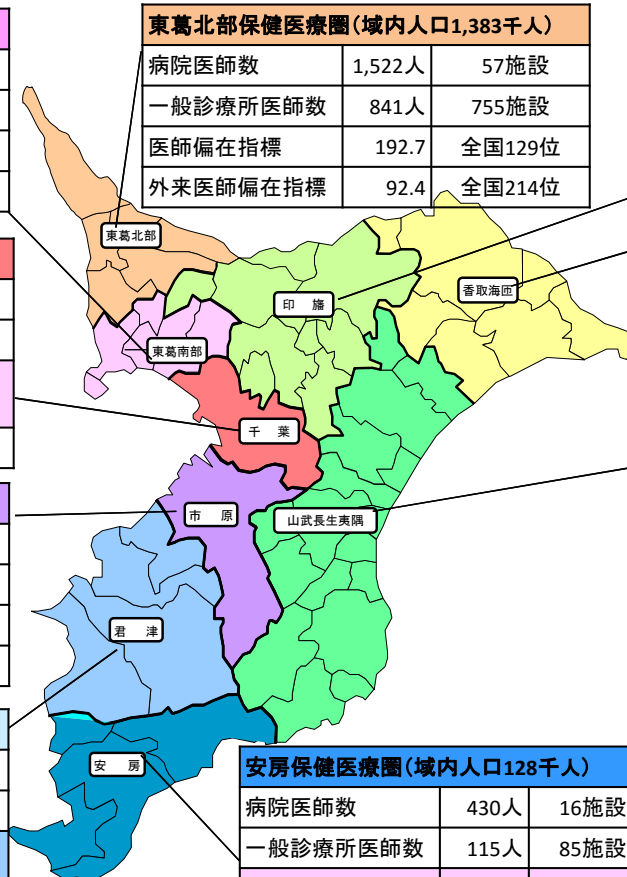 東葛北部保健医療圏(域内人口1,383千人)
病院医師数 1,522人 57施設
一般診療所医師数 841人 755施設
医師偏在指標 192.7 全国129位
外来医師偏在指標 92.4 全国214位
東葛北部
印旛
香取海匝
東葛南部
千葉
市原
山武長生夷隅
君津
安房
安房保健医療圏(域内人口128千人)
病院医師数 430人 16施設
一般診療所医師数 115人 85施設